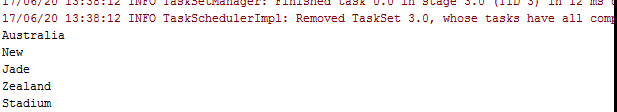 17/06/20 13:38:12 INFO TaskSetManager: Finished task 0.0 in stage 3.0 (TID 3) in 12 ms
17/06/20 13:38:12 INFO TaskSchedulerImpl: Removed TaskSet 3.0, whose tasks have all comp
Australia
New
Jade
Zealand
Stadium